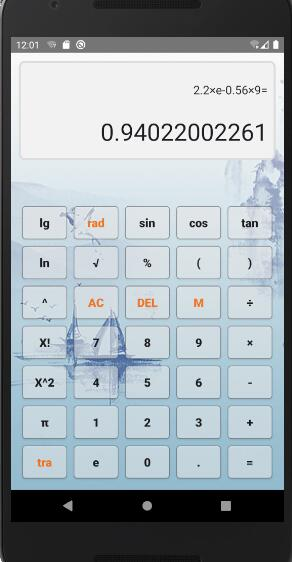 12:01
2.2×e-0.56×9=
0.94022002261
lg rad sin cos tan
ln √ % ( )
^ AC DEL M ÷
X! 7 8 9 ×
X^2 4 5 6 -
π 1 2 3 +
tra e 0 . =